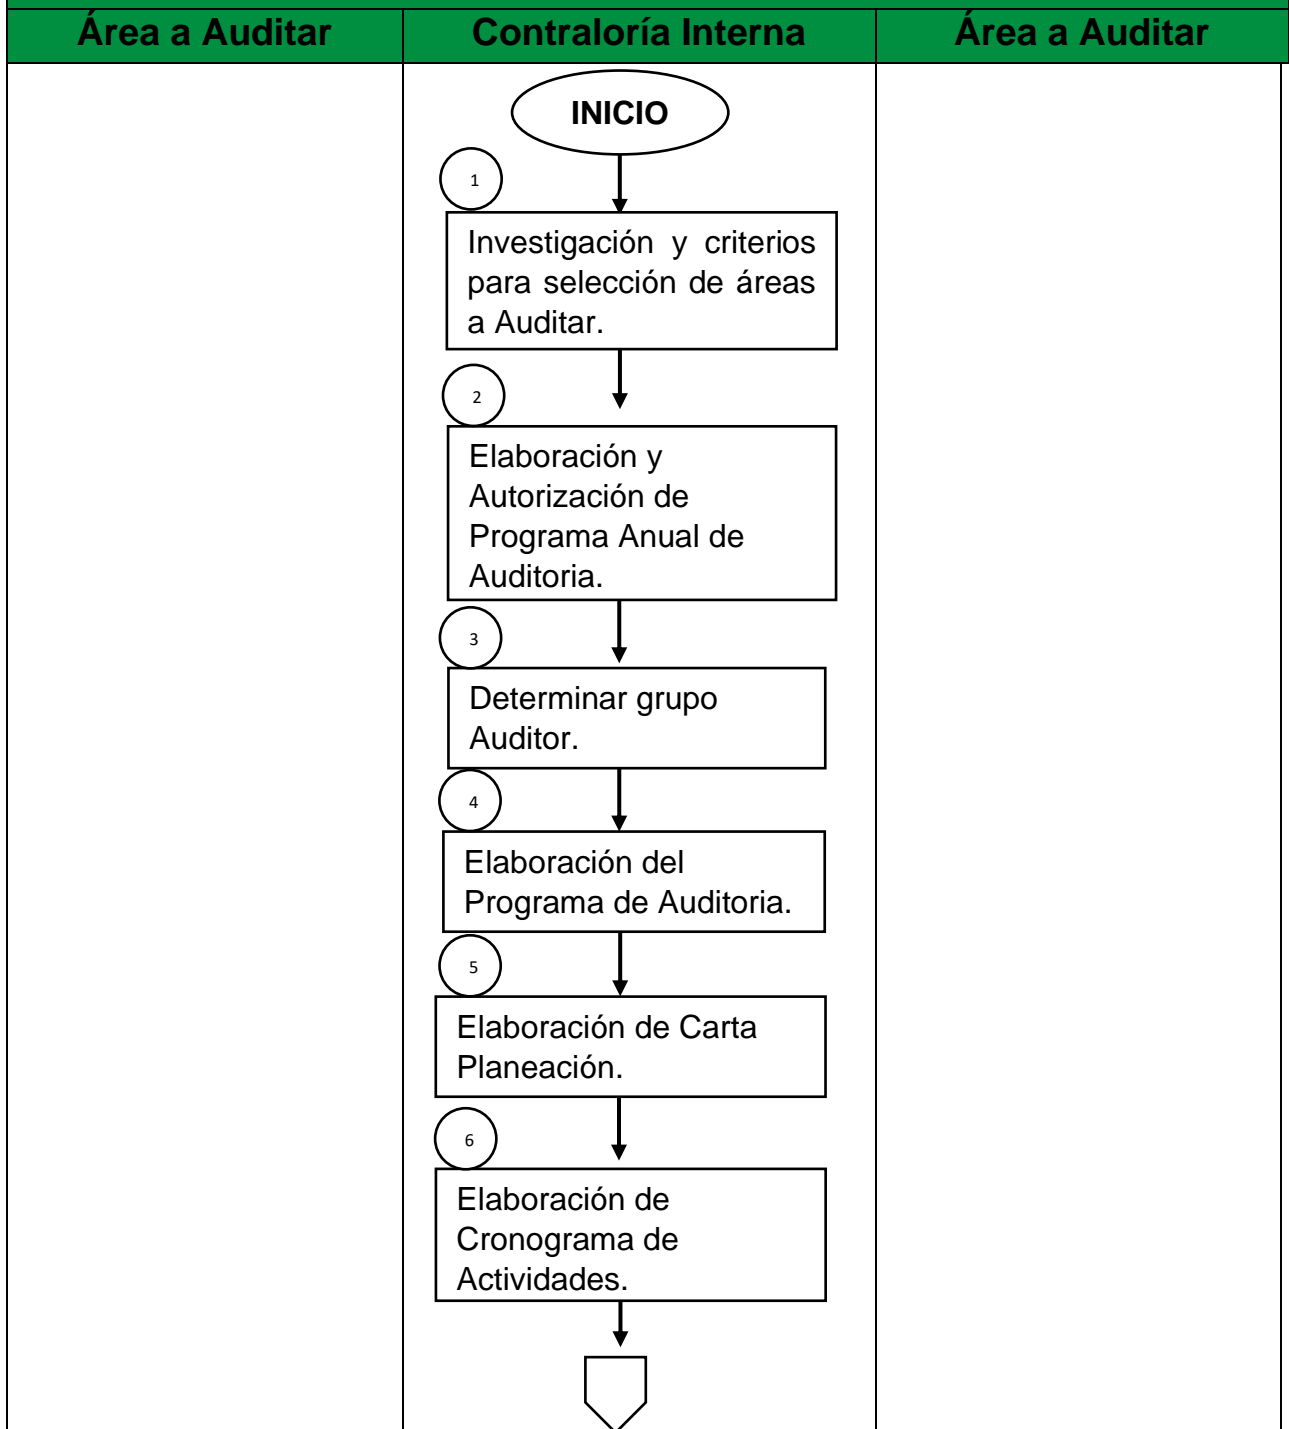 Área a Auditar
Contraloría Interna
Área a Auditar
INICIO
1
Investigación y criterios
para selección de áreas
a Auditar.
2
Elaboración y
Autorización de
Programa Anual de
Auditoria.
3
Determinar grupo
Auditor.
4
Elaboración del
Programa de Auditoria.
5
Elaboración de Carta
Planeación.
6
Elaboración de
Cronograma de
Actividades.